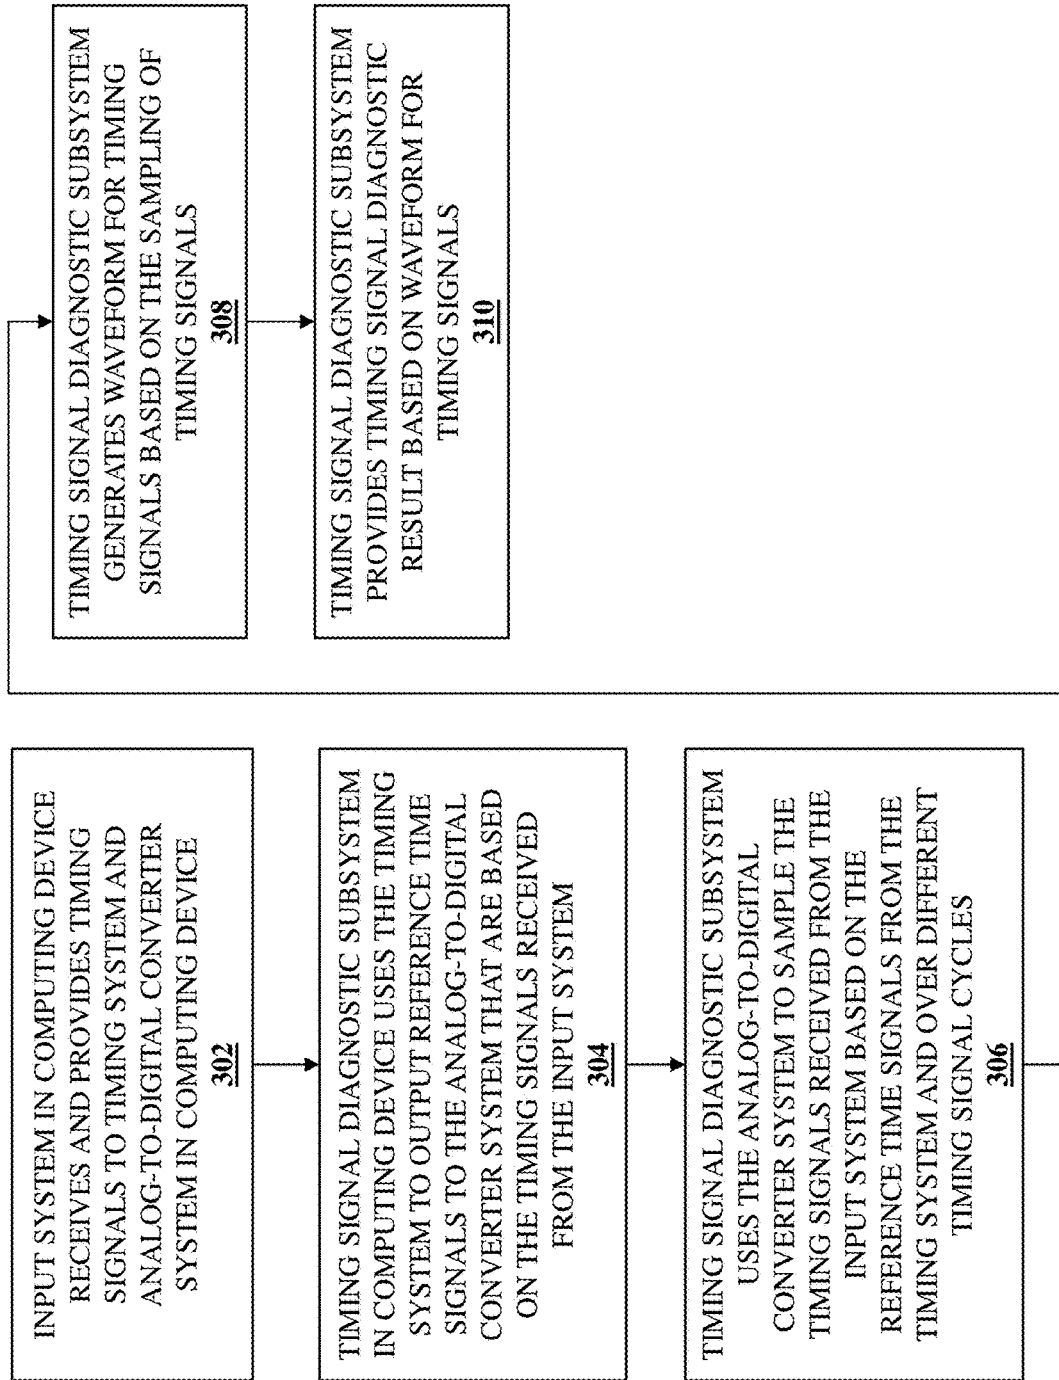 INPUT SYSTEM IN COMPUTING DEVICE
RECEIVES AND PROVIDES TIMING
SIGNALS TO TIMING SYSTEM AND
ANALOG-TO-DIGITAL CONVERTER
SYSTEM IN COMPUTING DEVICE
302
TIMING SIGNAL DIAGNOSTIC SUBSYSTEM
IN COMPUTING DEVICE USES THE TIMING
SYSTEM TO OUTPUT REFERENCE TIME
SIGNALS TO THE ANALOG-TO-DIGITAL
CONVERTER SYSTEM THAT ARE BASED
ON THE TIMING SIGNALS RECEIVED
FROM THE INPUT SYSTEM
304
TIMING SIGNAL DIAGNOSTIC SUBSYSTEM
USES THE ANALOG-TO-DIGITAL
CONVERTER SYSTEM TO SAMPLE THE
TIMING SIGNALS RECEIVED FROM THE
INPUT SYSTEM BASED ON THE
REFERENCE TIME SIGNALS FROM THE
TIMING SYSTEM AND OVER DIFFERENT
TIMING SIGNAL CYCLES
306
TIMING SIGNAL DIAGNOSTIC SUBSYSTEM
GENERATES WAVEFORM FOR TIMING
SIGNALS BASED ON THE SAMPLING OF
TIMING SIGNALS
308
TIMING SIGNAL DIAGNOSTIC SUBSYSTEM
PROVIDES TIMING SIGNAL DIAGNOSTIC
RESULT BASED ON WAVEFORM FOR
TIMING SIGNALS
310